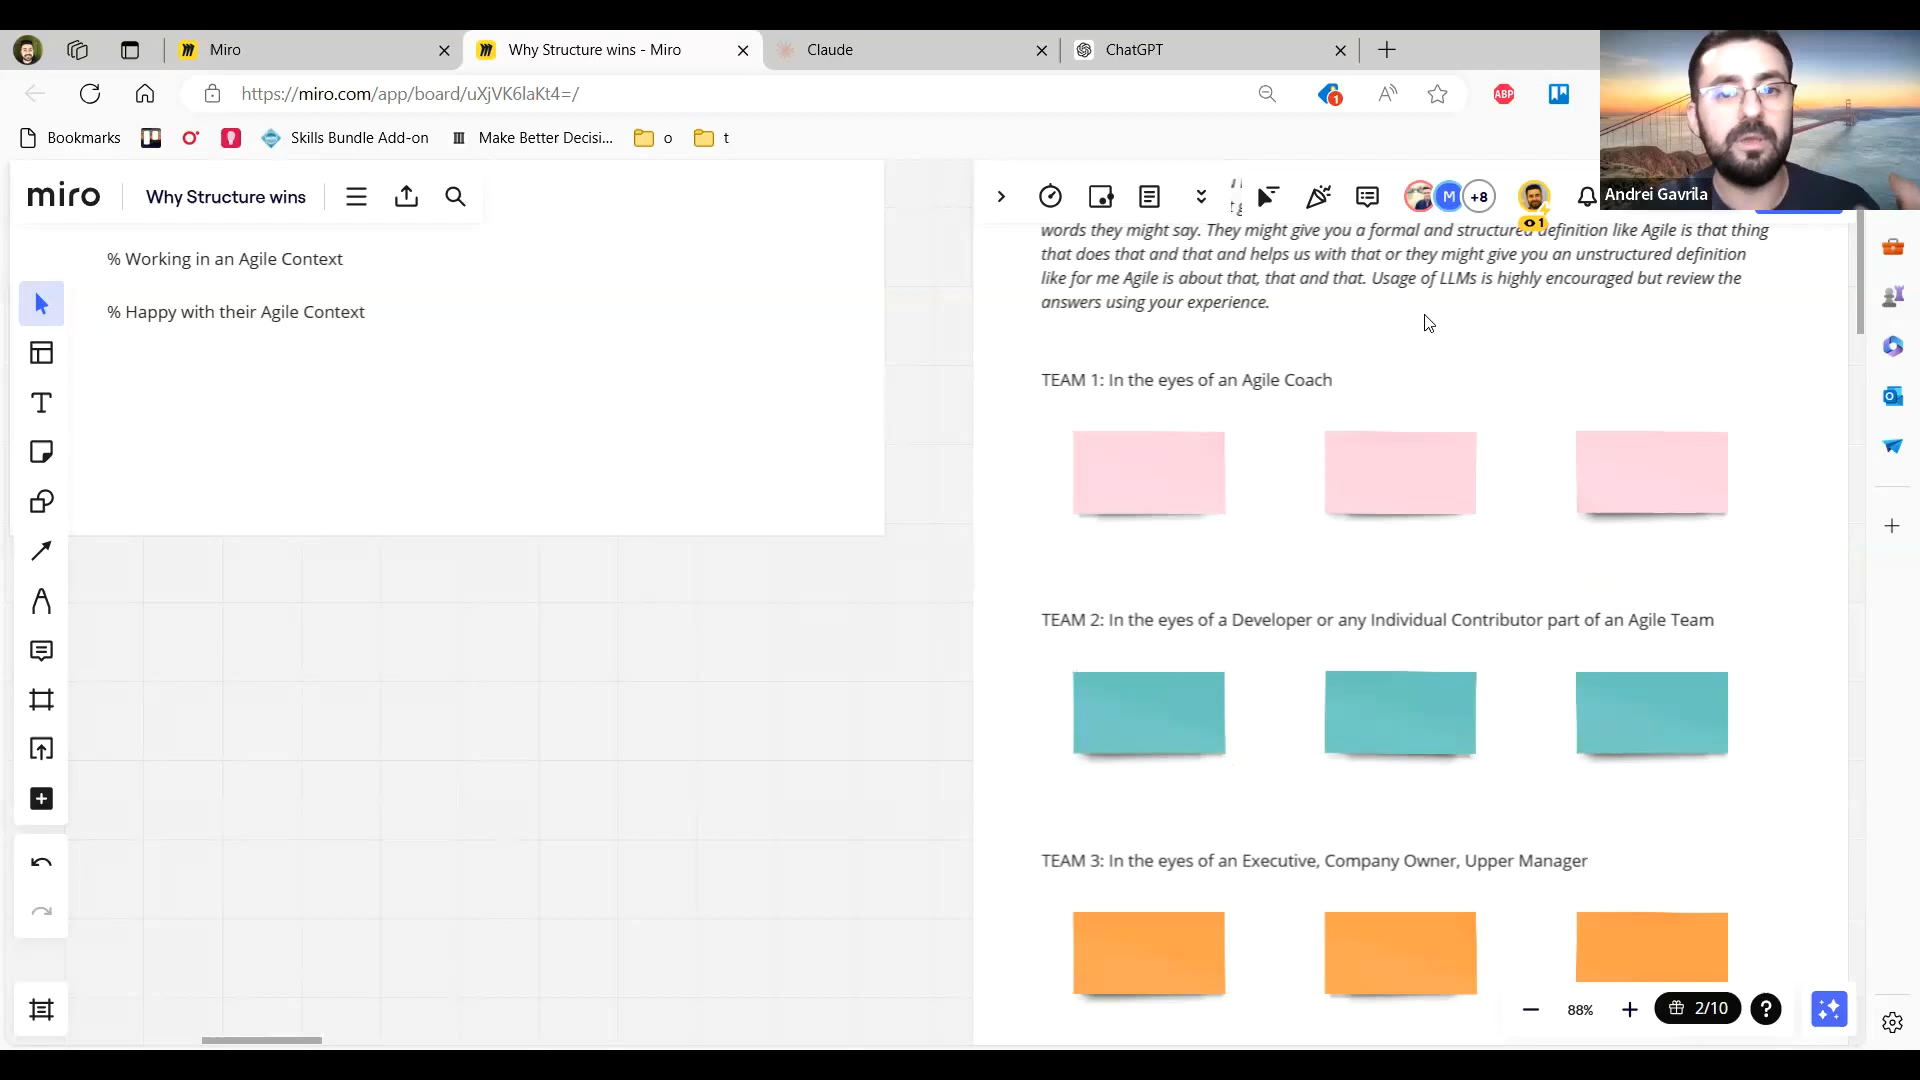 Miro
Why Structure wins - Miro
Claude
ChatGPT
https://miro.com/app/board/uXjVK6laKt4=/
1
ABP
Bookmarks
Skills Bundle Add-on
Make Better Decisi...
o
t
Andrei Gavrila
miro
Why Structure wins
M
+8
1
% Working in an Agile Context
% Happy with their Agile Context
words they might say. They might give you a formal and structured definition like Agile is that thing
that does that and that and helps us with that or they might give you an unstructured definition
like for me Agile is about that, that and that. Usage of LLMs is highly encouraged but review the
answers using your experience.
TEAM 1: In the eyes of an Agile Coach
TEAM 2: In the eyes of a Developer or any Individual Contributor part of an Agile Team
TEAM 3: In the eyes of an Executive, Company Owner, Upper Manager
88%
2/10
?